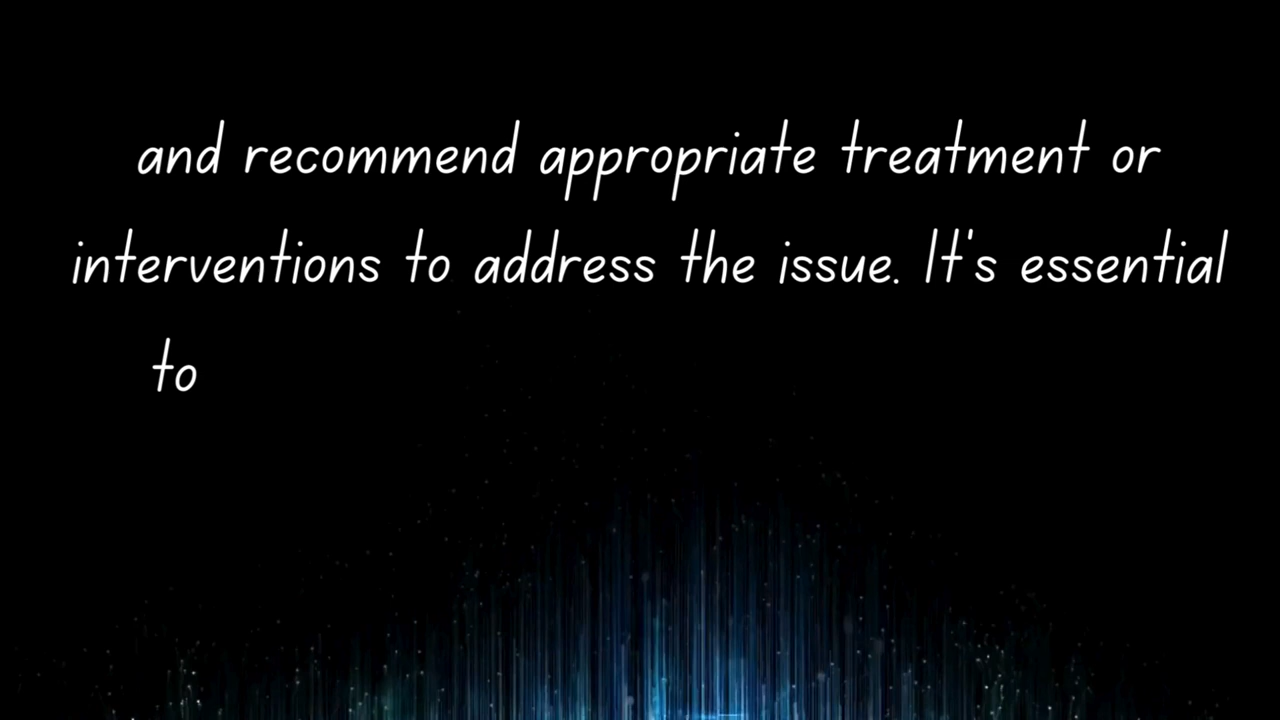 and recommend appropriate treatment or
interventions to address the issue. It's essential
to